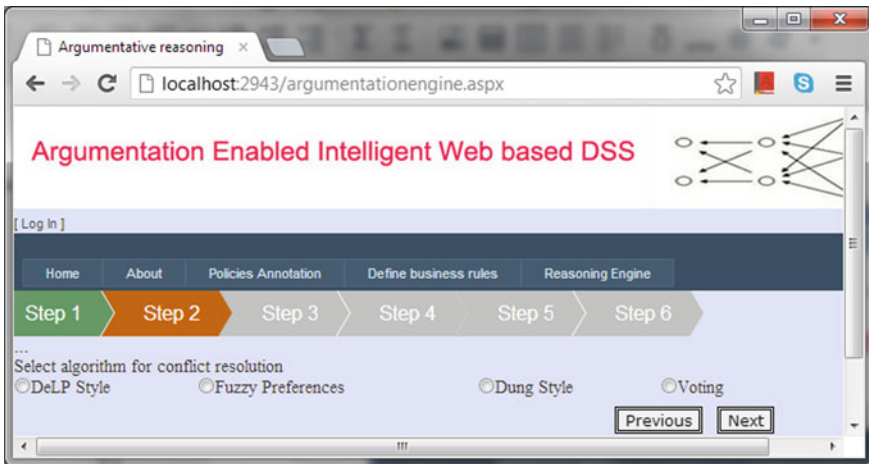 Argumentative reasoning
localhost:2943/argumentationengine.aspx
Argumentation Enabled Intelligent Web based DSS
[ Log In ]
Home About Policies Annotation Define business rules Reasoning Engine
Step 1 Step 2 Step 3 Step 4 Step 5 Step 6
...
Select algorithm for conflict resolution
DeLP Style Fuzzy Preferences Dung Style Voting
Previous Next